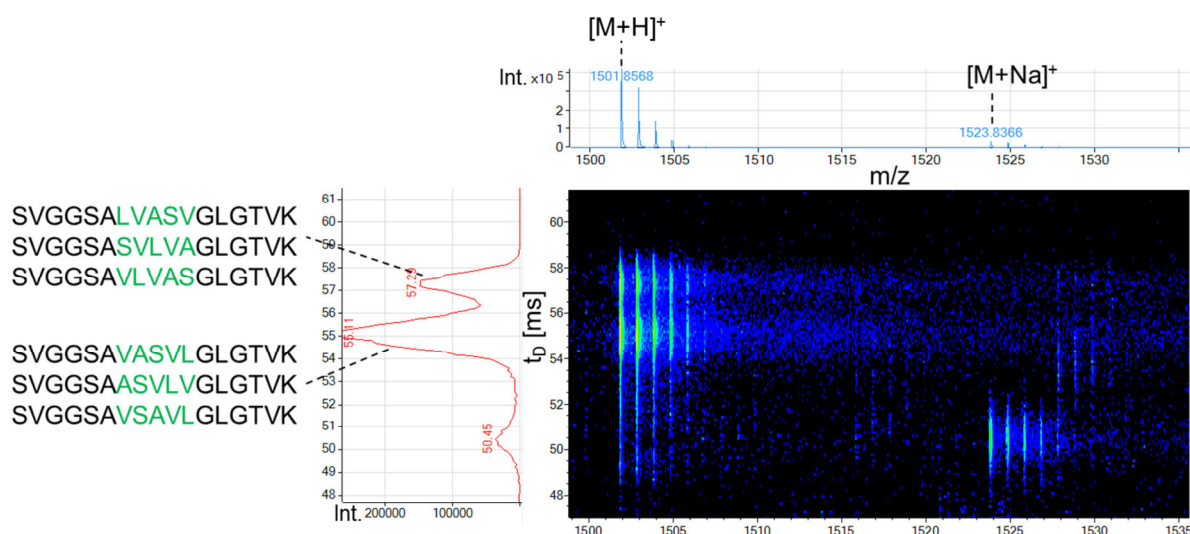 [M+H]+
[M+Na]+
Int. x10 5
1501.8568
1523.8366
2
1
0
1500 1505 1510 1515 1520 1525 1530
m/z
SVGGSALVASVGLGTVK
SVGGSASVLVAGLGTVK
SVGGSAVLVASGLGTVK
SVGGSAVASVLGLGTVK
SVGGSAASVLVGLGTVK
SVGGSAVSAVLGLGTVK
61
60
59
58
57
56
55
54
53
52
51
50
49
48
57.29
55.11
50.45
Int. 200000 100000
tD [ms]
60
58
56
54
52
50
48
1500 1505 1510 1515 1520 1525 1530 1535